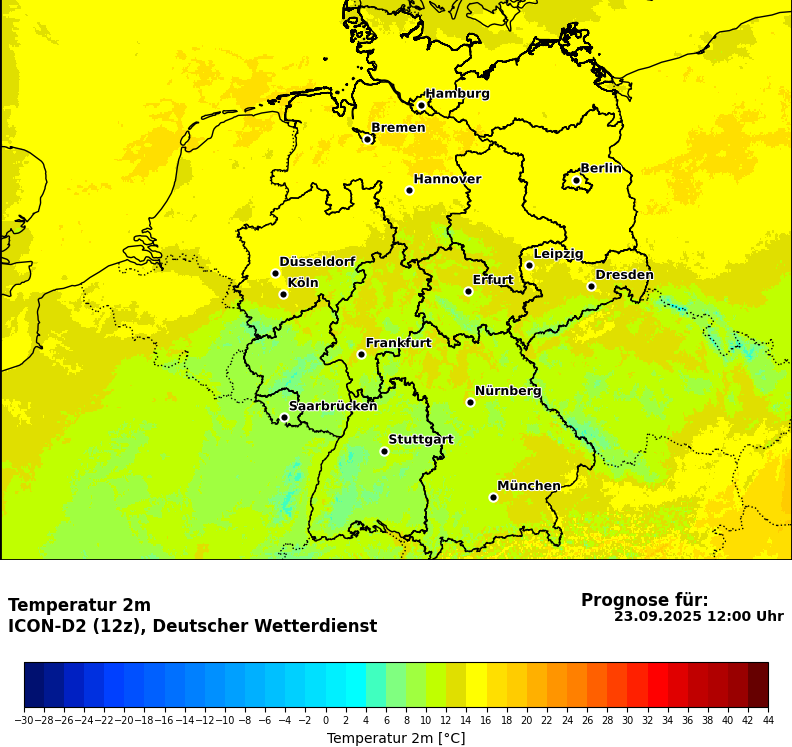 Hamburg
Bremen
Berlin
Hannover
Leipzig
Düsseldorf
Dresden
Köln
Erfurt
Frankfurt
Nürnberg
Saarbrücken
Stuttgart
München
Temperatur 2m
Prognose für:
ICON-D2 (12z), Deutscher Wetterdienst
23.09.2025 12:00 Uhr
−30 −28 −26 −24 −22 −20 −18 −16 −14 −12 −10 −8 −6 −4 −2 0 2 4 6 8 10 12 14 16 18 20 22 24 26 28 30 32 34 36 38 40 42 44
Temperatur 2m [°C]